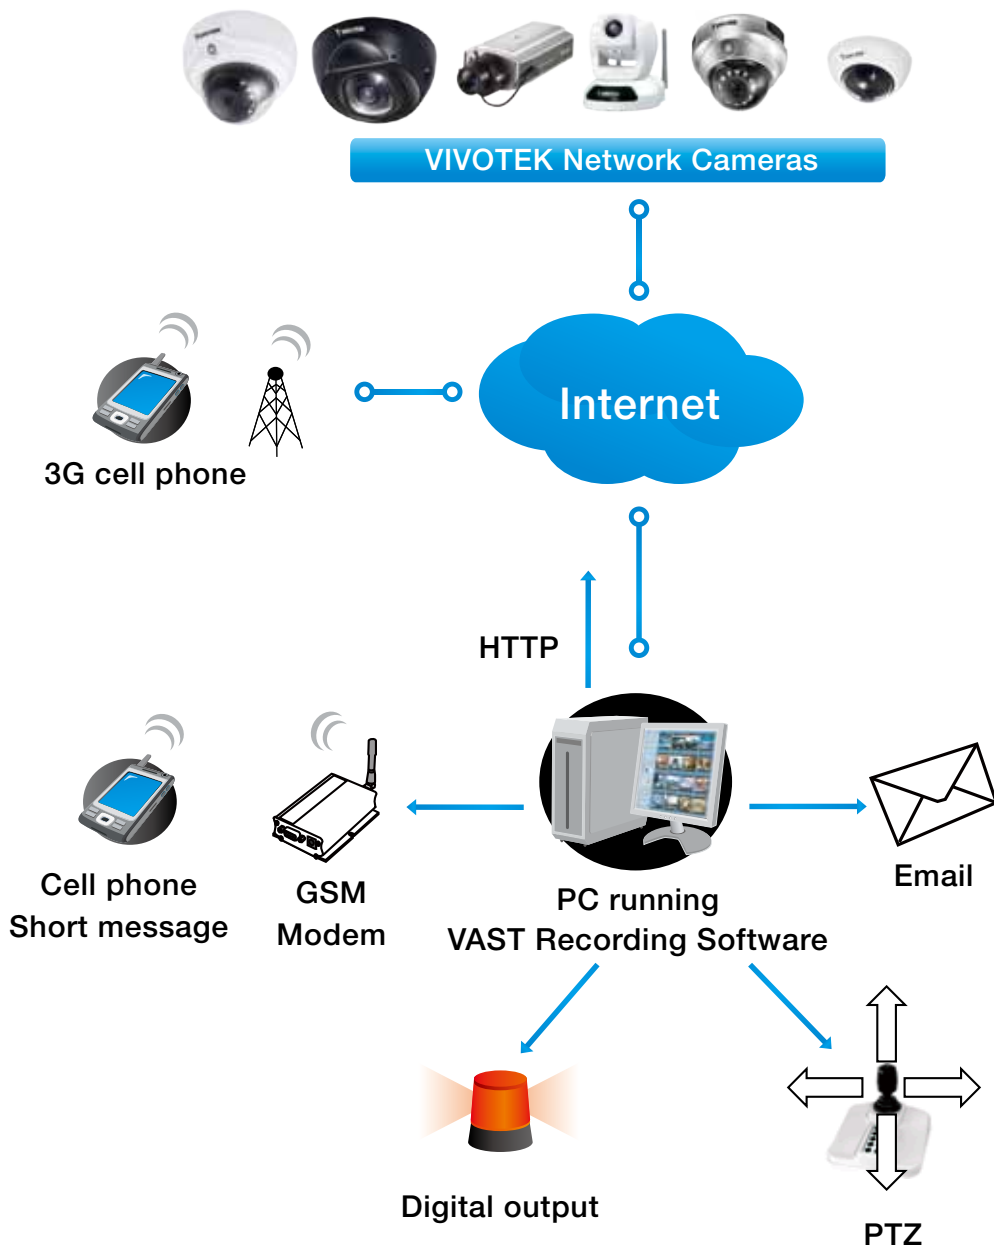 VIVOTEK Network Cameras
Internet
3G cell phone
HTTP
Cell phone
Short message
GSM
Modem
PC running
VAST Recording Software
Email
Digital output
PTZ